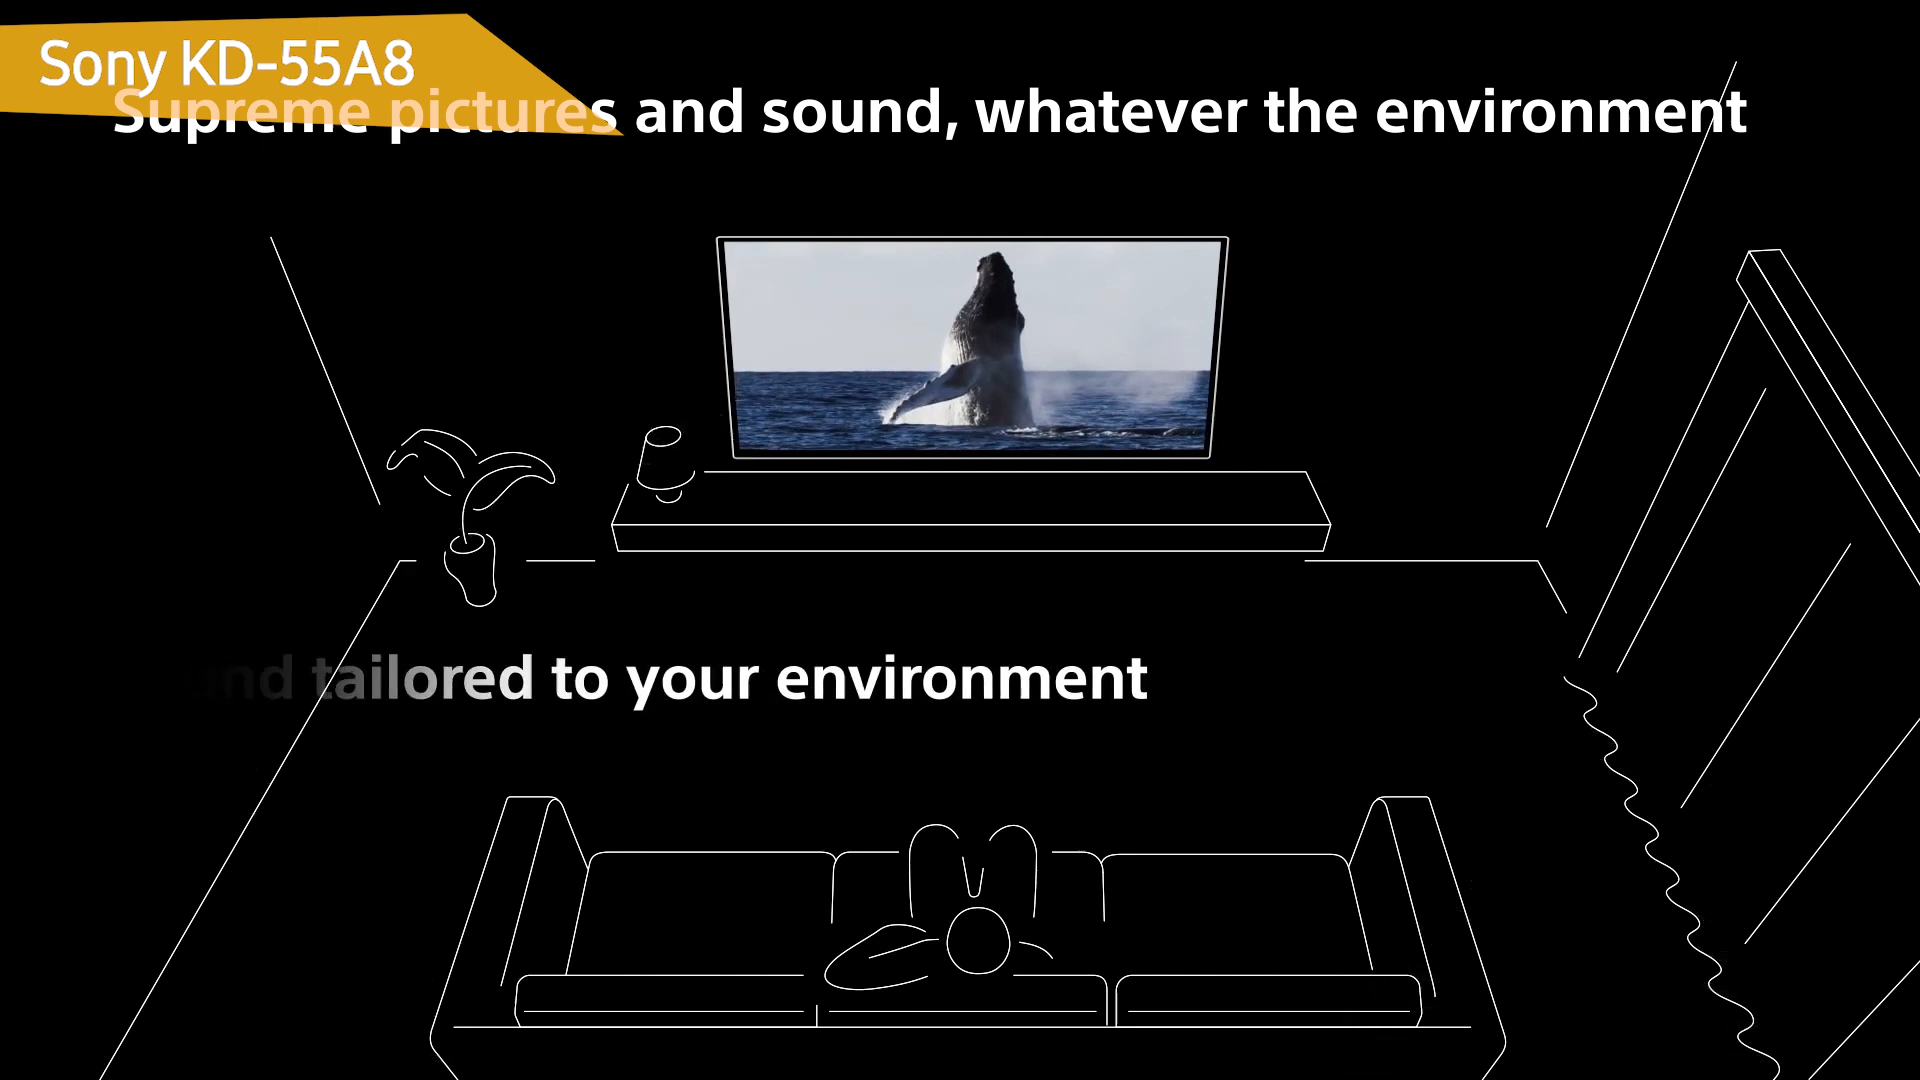 Sony KD-55A8
Supreme pictures and sound, whatever the environment
tailored to your environment